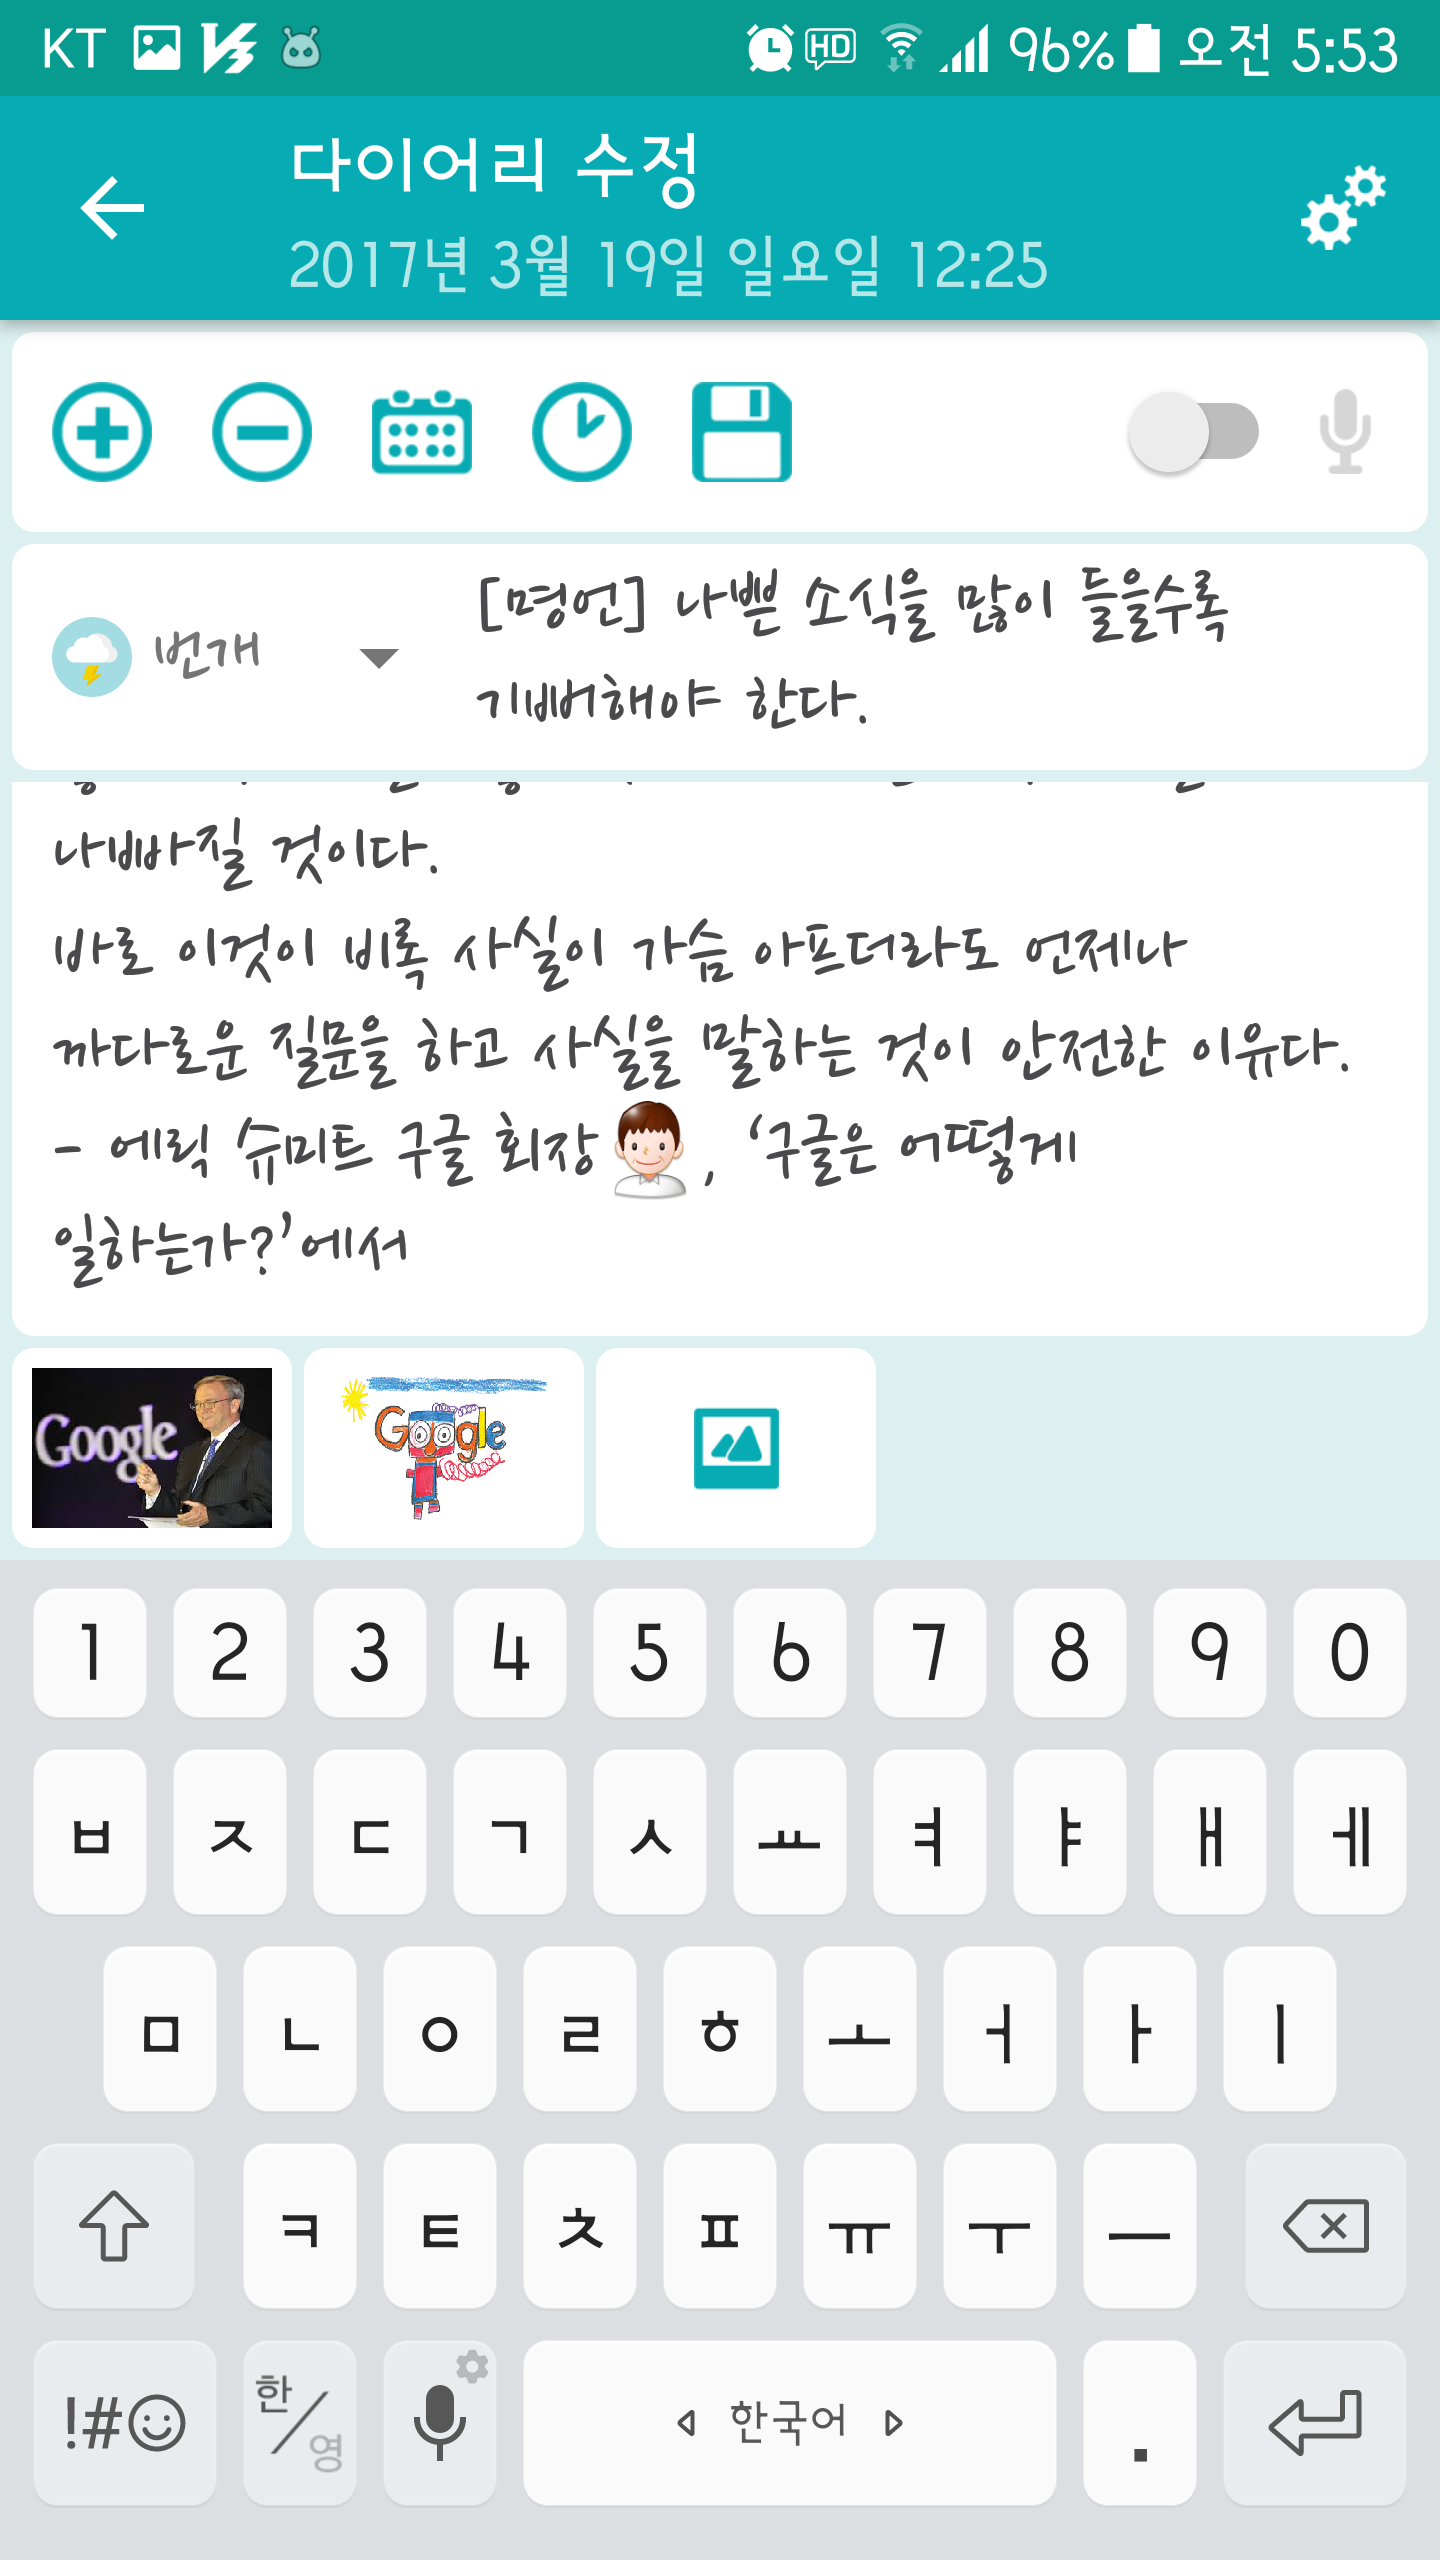 KT
HD 96% 오전 5:53
다이어리 수정
2017년 3월 19일 일요일 12:25
번개
[명언] 나쁜 소식을 많이 들을수록
기뻐해야 한다.
나빠질 것이다.
바로 이것이 비록 사실이 가슴 아프더라도 언제나
까다로운 질문을 하고 사실을 말하는 것이 안전한 이유다.
- 에릭 슈미트 구글 회장👨, ‘구글은 어떻게
일하는가?’에서
Google
Google
1 2 3 4 5 6 7 8 9 0
ㅂ ㅈ ㄷ ㄱ ㅅ ㅛ ㅕ ㅑ ㅐ ㅔ
ㅁ ㄴ ㅇ ㄹ ㅎ ㅗ ㅓ ㅏ ㅣ
ㅋ ㅌ ㅊ ㅍ ㅠ ㅜ ㅡ
!#☺ 한/영 한국어 .